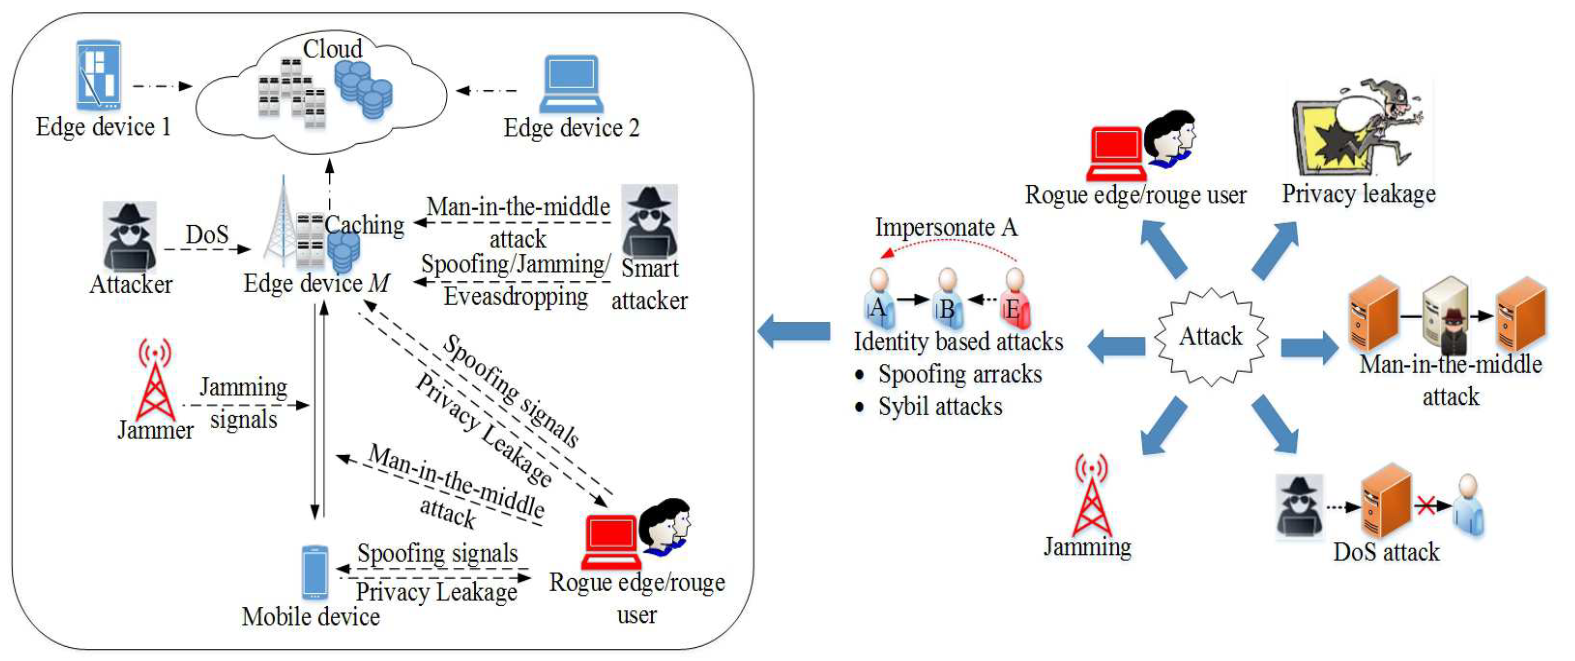 Cloud
Edge device 1
Edge device 2
Attacker
DoS
Caching
Edge device M
Man-in-the-middle
attack
Spoofing/Jamming/
Eveasdropping
Smart
attacker
Jammer
Jamming
signals
Spoofing signals
Privacy Leakage
Man-in-the-middle
attack
Spoofing signals
Privacy Leakage
Mobile device
Rogue edge/rouge
user
Impersonate A
A
B
E
Identity based attacks
• Spoofing arracks
• Sybil attacks
Rogue edge/rouge user
Privacy leakage
Attack
Man-in-the-middle
attack
Jamming
DoS attack